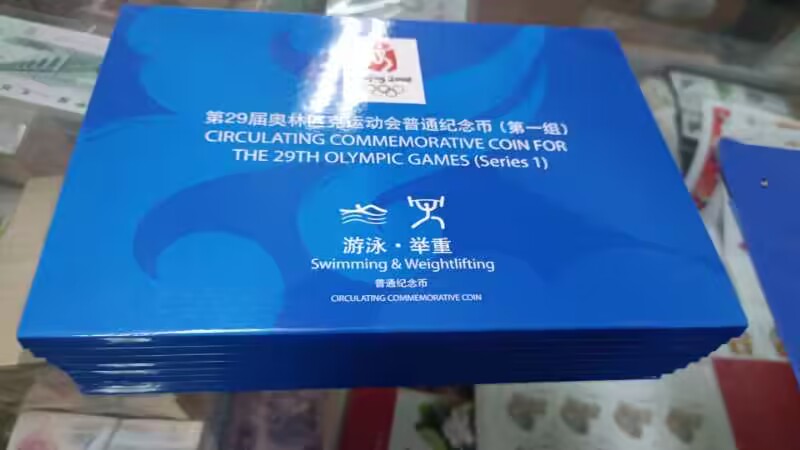 Beijing 2008
第29届奥林匹克运动会普通纪念币(第一组)
CIRCULATING COMMEMORATIVE COIN FOR
THE 29TH OLYMPIC GAMES (Series 1)
游泳·举重
Swimming & Weightlifting
普通纪念币
CIRCULATING COMMEMORATIVE COIN